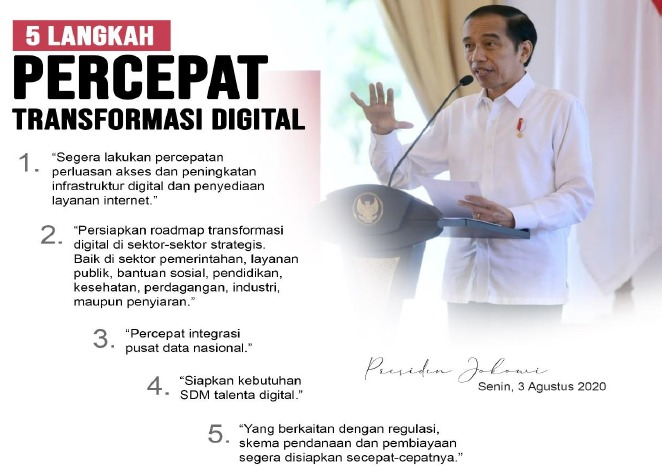 5 LANGKAH
PERCEPAT
TRANSFORMASI DIGITAL
1. “Segera lakukan percepatan
perluasan akses dan peningkatan
infrastruktur digital dan penyediaan
layanan internet.”
2. “Persiapkan roadmap transformasi
digital di sektor-sektor strategis.
Baik di sektor pemerintahan, layanan
publik, bantuan sosial, pendidikan,
kesehatan, perdagangan, industri,
maupun penyiaran.”
3. “Percepat integrasi
pusat data nasional.”
4. “Siapkan kebutuhan
SDM talenta digital.”
5. “Yang berkaitan dengan regulasi,
skema pendanaan dan pembiayaan
segera disiapkan secepat-cepatnya.”
Presiden Jokowi
Senin, 3 Agustus 2020